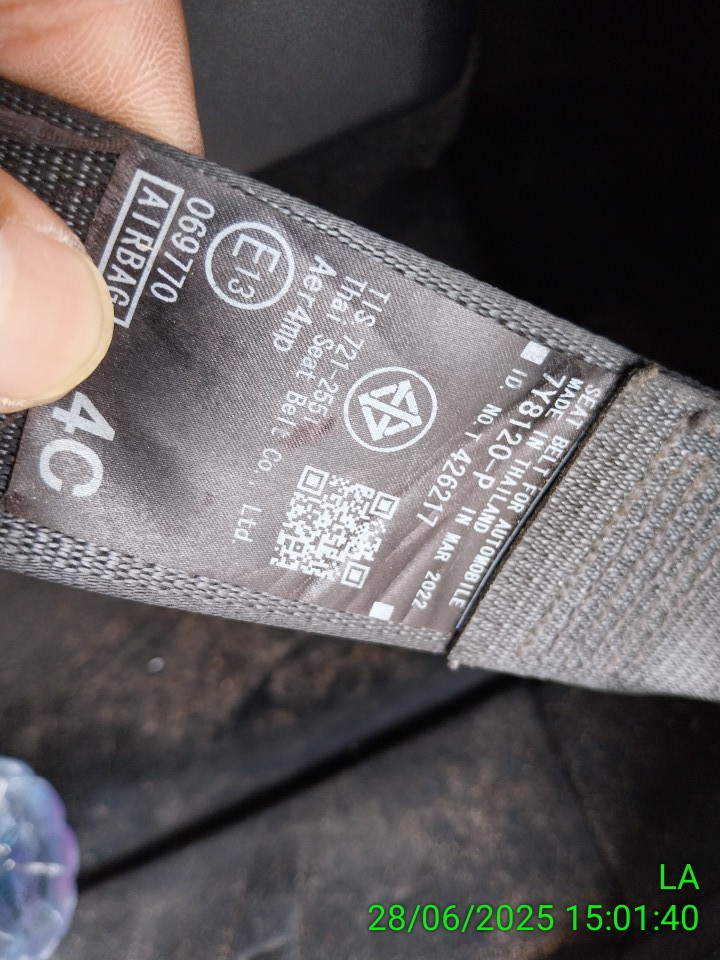 SEAT BELT FOR AUTOMOBILE
MADE IN THAILAND IN MAR 2022
7Y8120-P
ID. NO.T 426217
TIS 721-2551
Thai Seat Belt Co., Ltd
Aer4mp
E13
069770
AIRBAG
4C
LA
28/06/2025 15:01:40